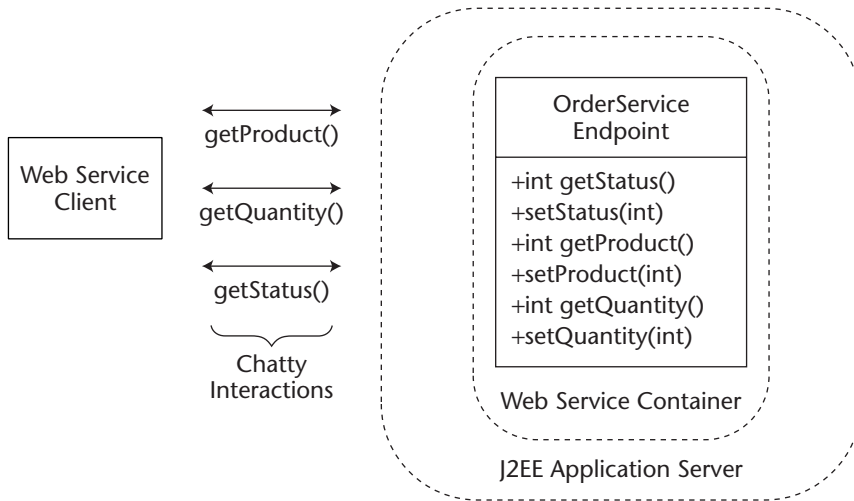 Web Service
Client
getProduct()
getQuantity()
getStatus()
Chatty
Interactions
OrderService
Endpoint
+int getStatus()
+setStatus(int)
+int getProduct()
+setProduct(int)
+int getQuantity()
+setQuantity(int)
Web Service Container
J2EE Application Server